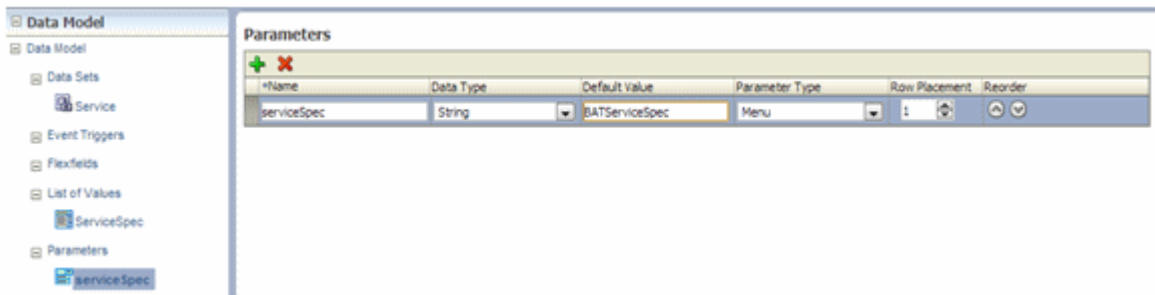 Data Model
Data Model
Data Sets
Service
Event Triggers
Flexfields
List of Values
ServiceSpec
Parameters
serviceSpec
Parameters
*Name Data Type Default Value Parameter Type Row Placement Reorder
serviceSpec String BATServiceSpec Menu 1